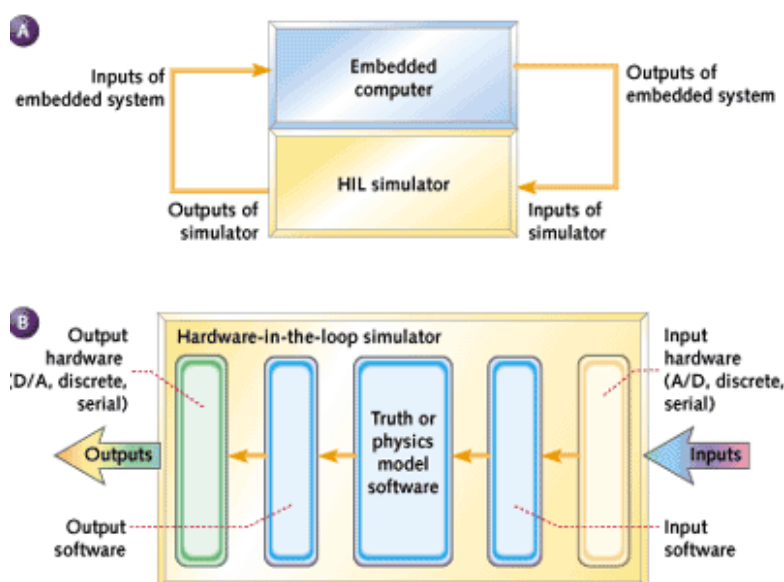 A
Inputs of
embedded system
Embedded
computer
Outputs of
embedded system
HIL simulator
Outputs of
simulator
Inputs of
simulator
B
Hardware-in-the-loop simulator
Output
hardware
(D/A, discrete,
serial)
Input
hardware
(A/D, discrete,
serial)
Truth or
physics
model
software
Outputs
Inputs
Output
software
Input
software